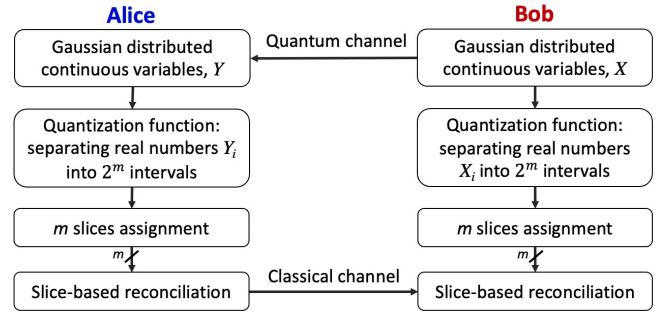 Alice
Bob
Gaussian distributed
continuous variables, Y
Quantum channel
Gaussian distributed
continuous variables, X
Quantization function:
separating real numbers Yᵢ
into 2ᵐ intervals
Quantization function:
separating real numbers
Xᵢ into 2ᵐ intervals
m slices assignment
m slices assignment
m
m
Slice-based reconciliation
Classical channel
Slice-based reconciliation